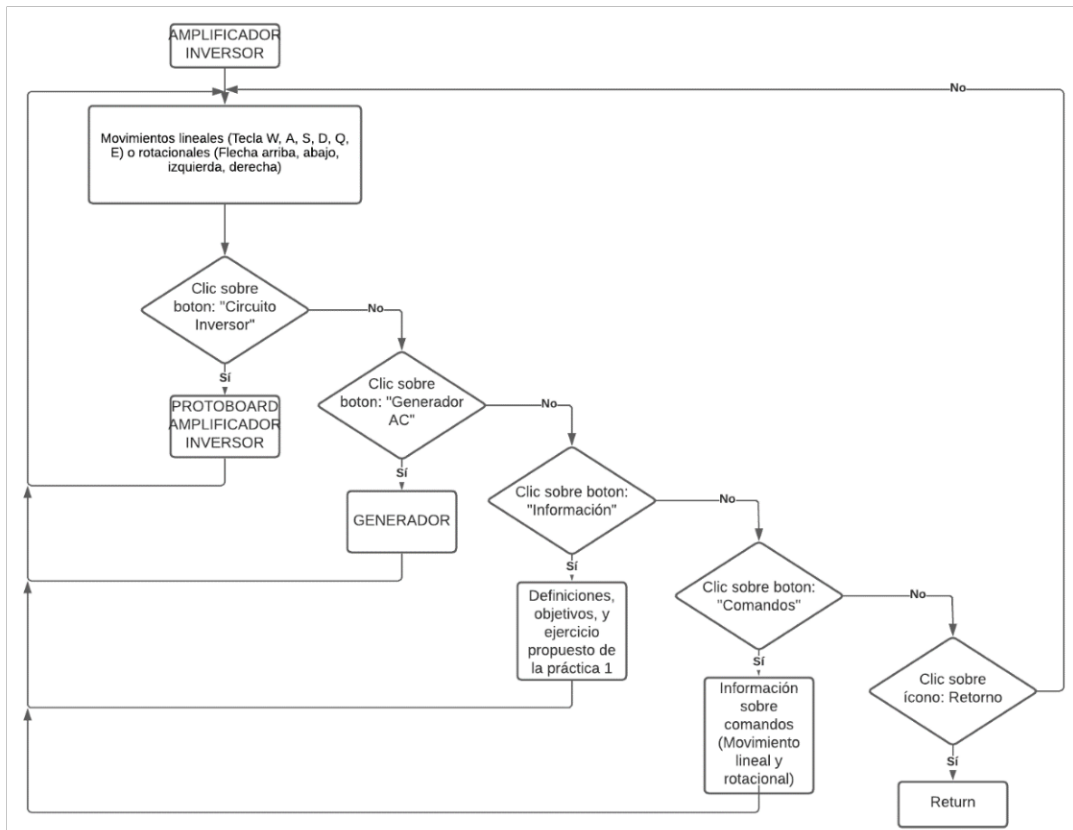 AMPLIFICADOR
INVERSOR
No
Movimientos lineales (Tecla W, A, S, D, Q,
E) o rotacionales (Flecha arriba, abajo,
izquierda, derecha)
Clic sobre
boton: "Circuito
Inversor"
No
Sí
PROTOBOARD
AMPLIFICADOR
INVERSOR
Clic sobre
boton: "Generador
AC"
No
Sí
GENERADOR
Clic sobre boton:
"Información"
No
Sí
Definiciones,
objetivos, y
ejercicio
propuesto de
la práctica 1
Clic sobre boton:
"Comandos"
No
Sí
Información
sobre
comandos
(Movimiento
lineal y
rotacional)
Clic sobre
ícono: Retorno
Sí
Return